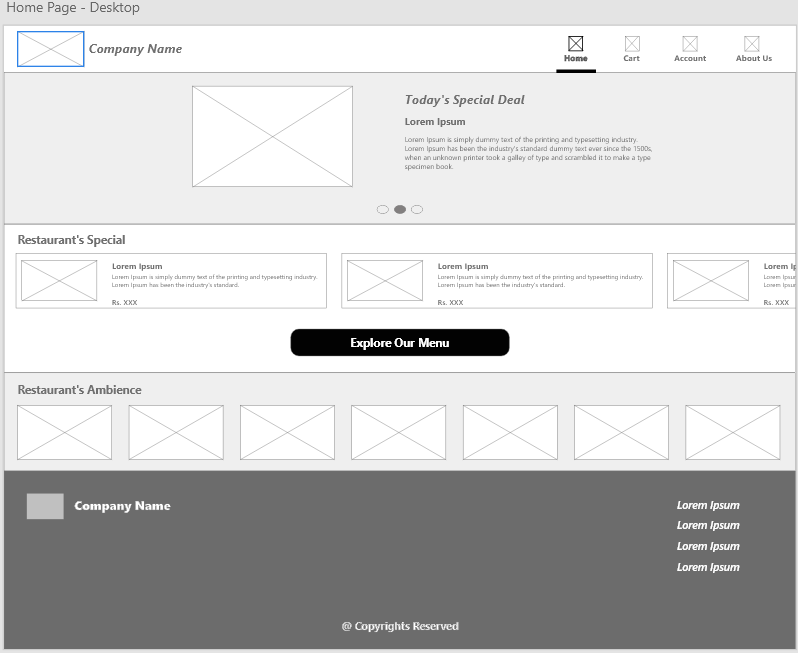 Home Page - Desktop
Company Name
Home
Cart
Account
About Us
Today's Special Deal
Lorem Ipsum
Lorem Ipsum is simply dummy text of the printing and typesetting industry.
Lorem Ipsum has been the industry's standard dummy text ever since the 1500s,
when an unknown printer took a galley of type and scrambled it to make a type
specimen book.
Restaurant's Special
Lorem Ipsum
Lorem Ipsum is simply dummy text of the printing and typesetting industry.
Lorem Ipsum has been the industry's standard.
Rs. XXX
Lorem Ipsum
Lorem Ipsum is simply dummy text of the printing and typesetting industry.
Lorem Ipsum has been the industry's standard.
Rs. XXX
Lorem Ips
Lorem Ipsu
Lorem Ipsu
Rs. XXX
Explore Our Menu
Restaurant's Ambience
Company Name
Lorem Ipsum
Lorem Ipsum
Lorem Ipsum
Lorem Ipsum
@ Copyrights Reserved